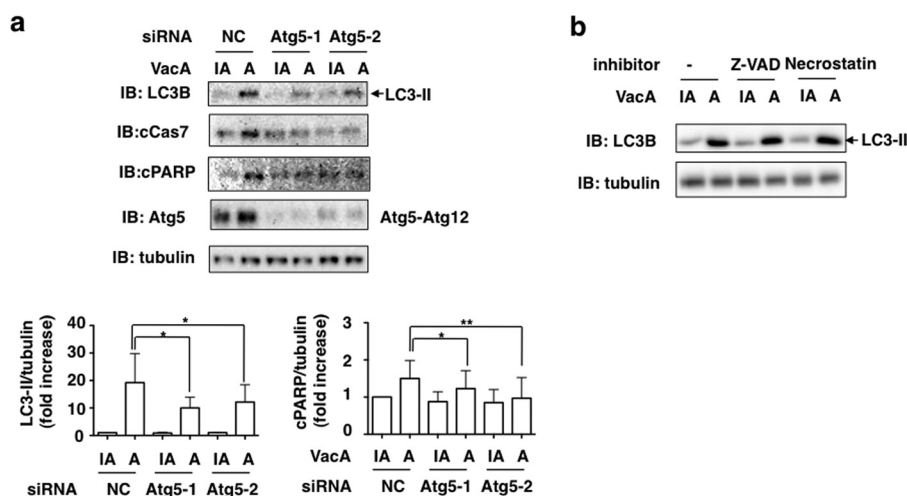 a
siRNA NC Atg5-1 Atg5-2
VacA IA A IA A IA A
IB: LC3B LC3-II
IB:cCas7
IB:cPARP
IB: Atg5 Atg5-Atg12
IB: tubulin
b
inhibitor - Z-VAD Necrostatin
VacA IA A IA A IA A
IB: LC3B LC3-II
IB: tubulin
LC3-II/tubulin
(fold increase)
40
30
20
10
0
*
*
IA A IA A IA A
siRNA NC Atg5-1 Atg5-2
cPARP/tubulin
(fold increase)
3
2
1
0
**
*
VacA IA A IA A IA A
siRNA NC Atg5-1 Atg5-2